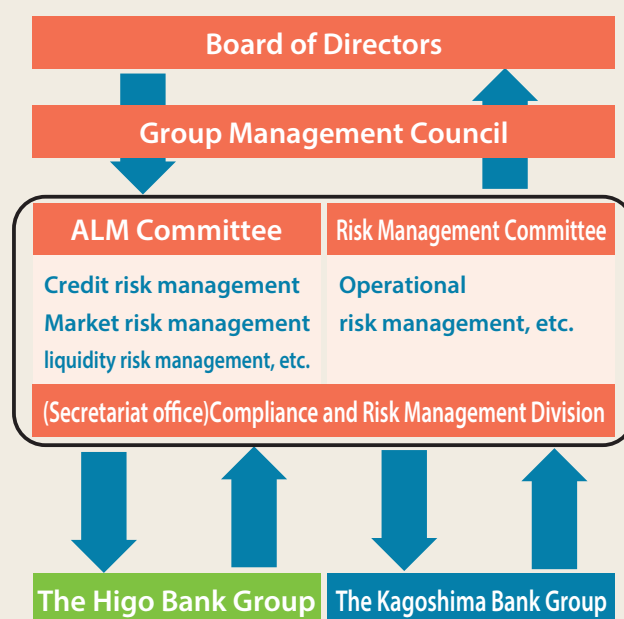 Board of Directors
Group Management Council
ALM Committee
Risk Management Committee
Credit risk management
Market risk management
liquidity risk management, etc.
Operational
risk management, etc.
(Secretariat office)Compliance and Risk Management Division
The Higo Bank Group
The Kagoshima Bank Group